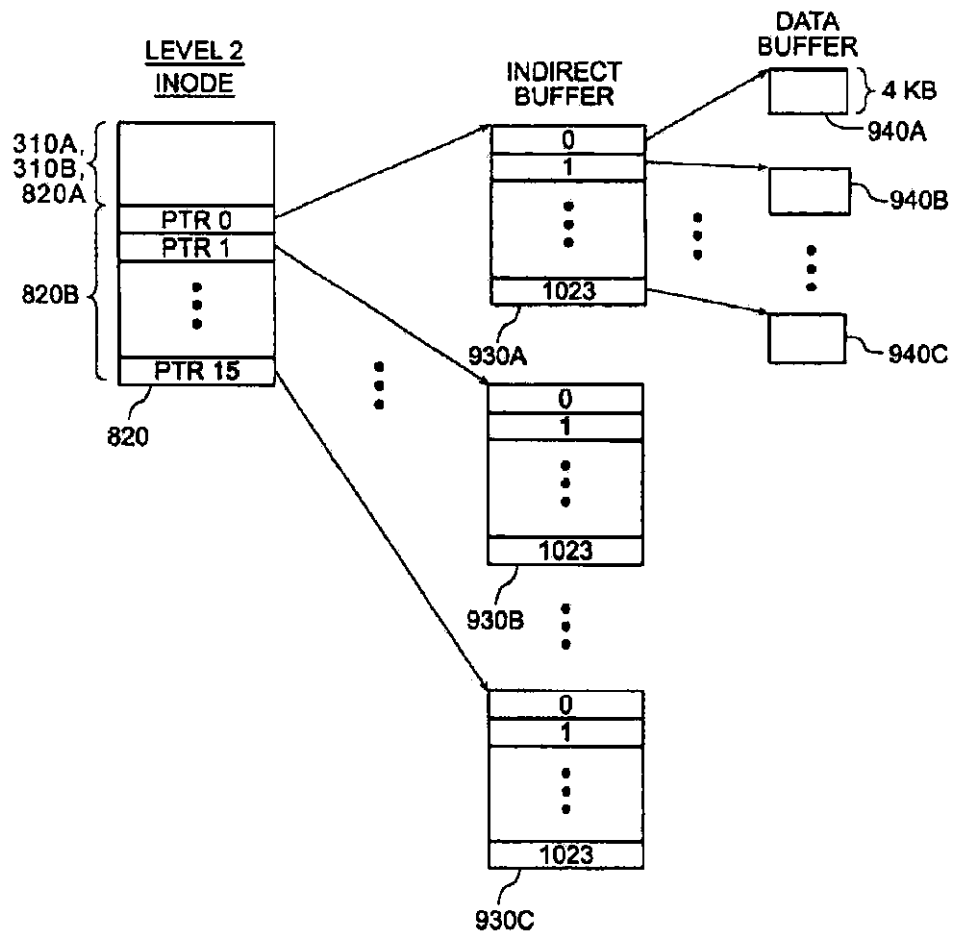 LEVEL 2
INODE
310A,
310B,
820A
PTR 0
PTR 1
820B
PTR 15
820
INDIRECT
BUFFER
0
1
1023
930A
0
1
1023
930B
0
1
1023
930C
DATA
BUFFER
4 KB
940A
940B
940C